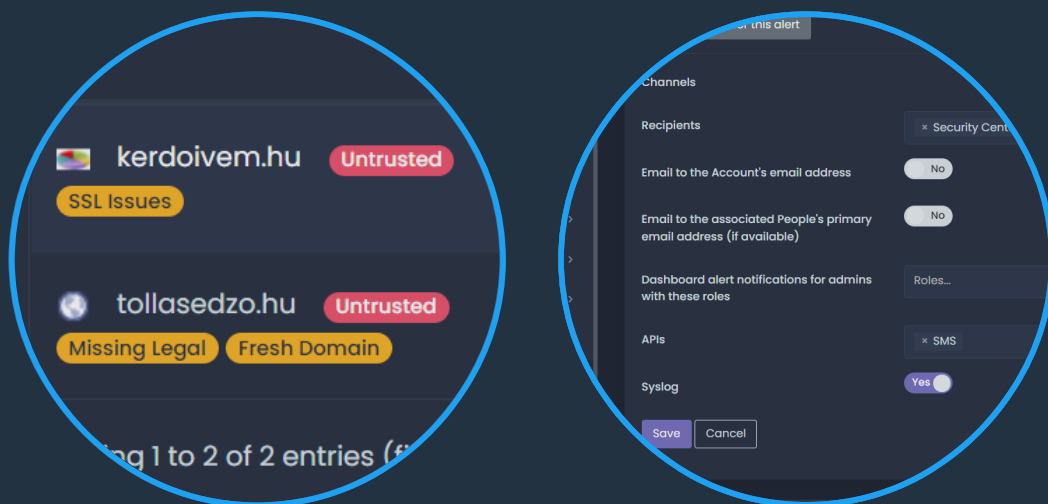 kerdoivem.hu Untrusted
SSL Issues
tollasedzo.hu Untrusted
Missing Legal Fresh Domain
1 to 2 of 2 entries
this alert
Channels
Recipients × Security
Email to the Account's email address No
Email to the associated People's primary
email address (if available) No
Dashboard alert notifications for admins
with these roles Roles...
APIs × SMS
Syslog Yes
Save Cancel